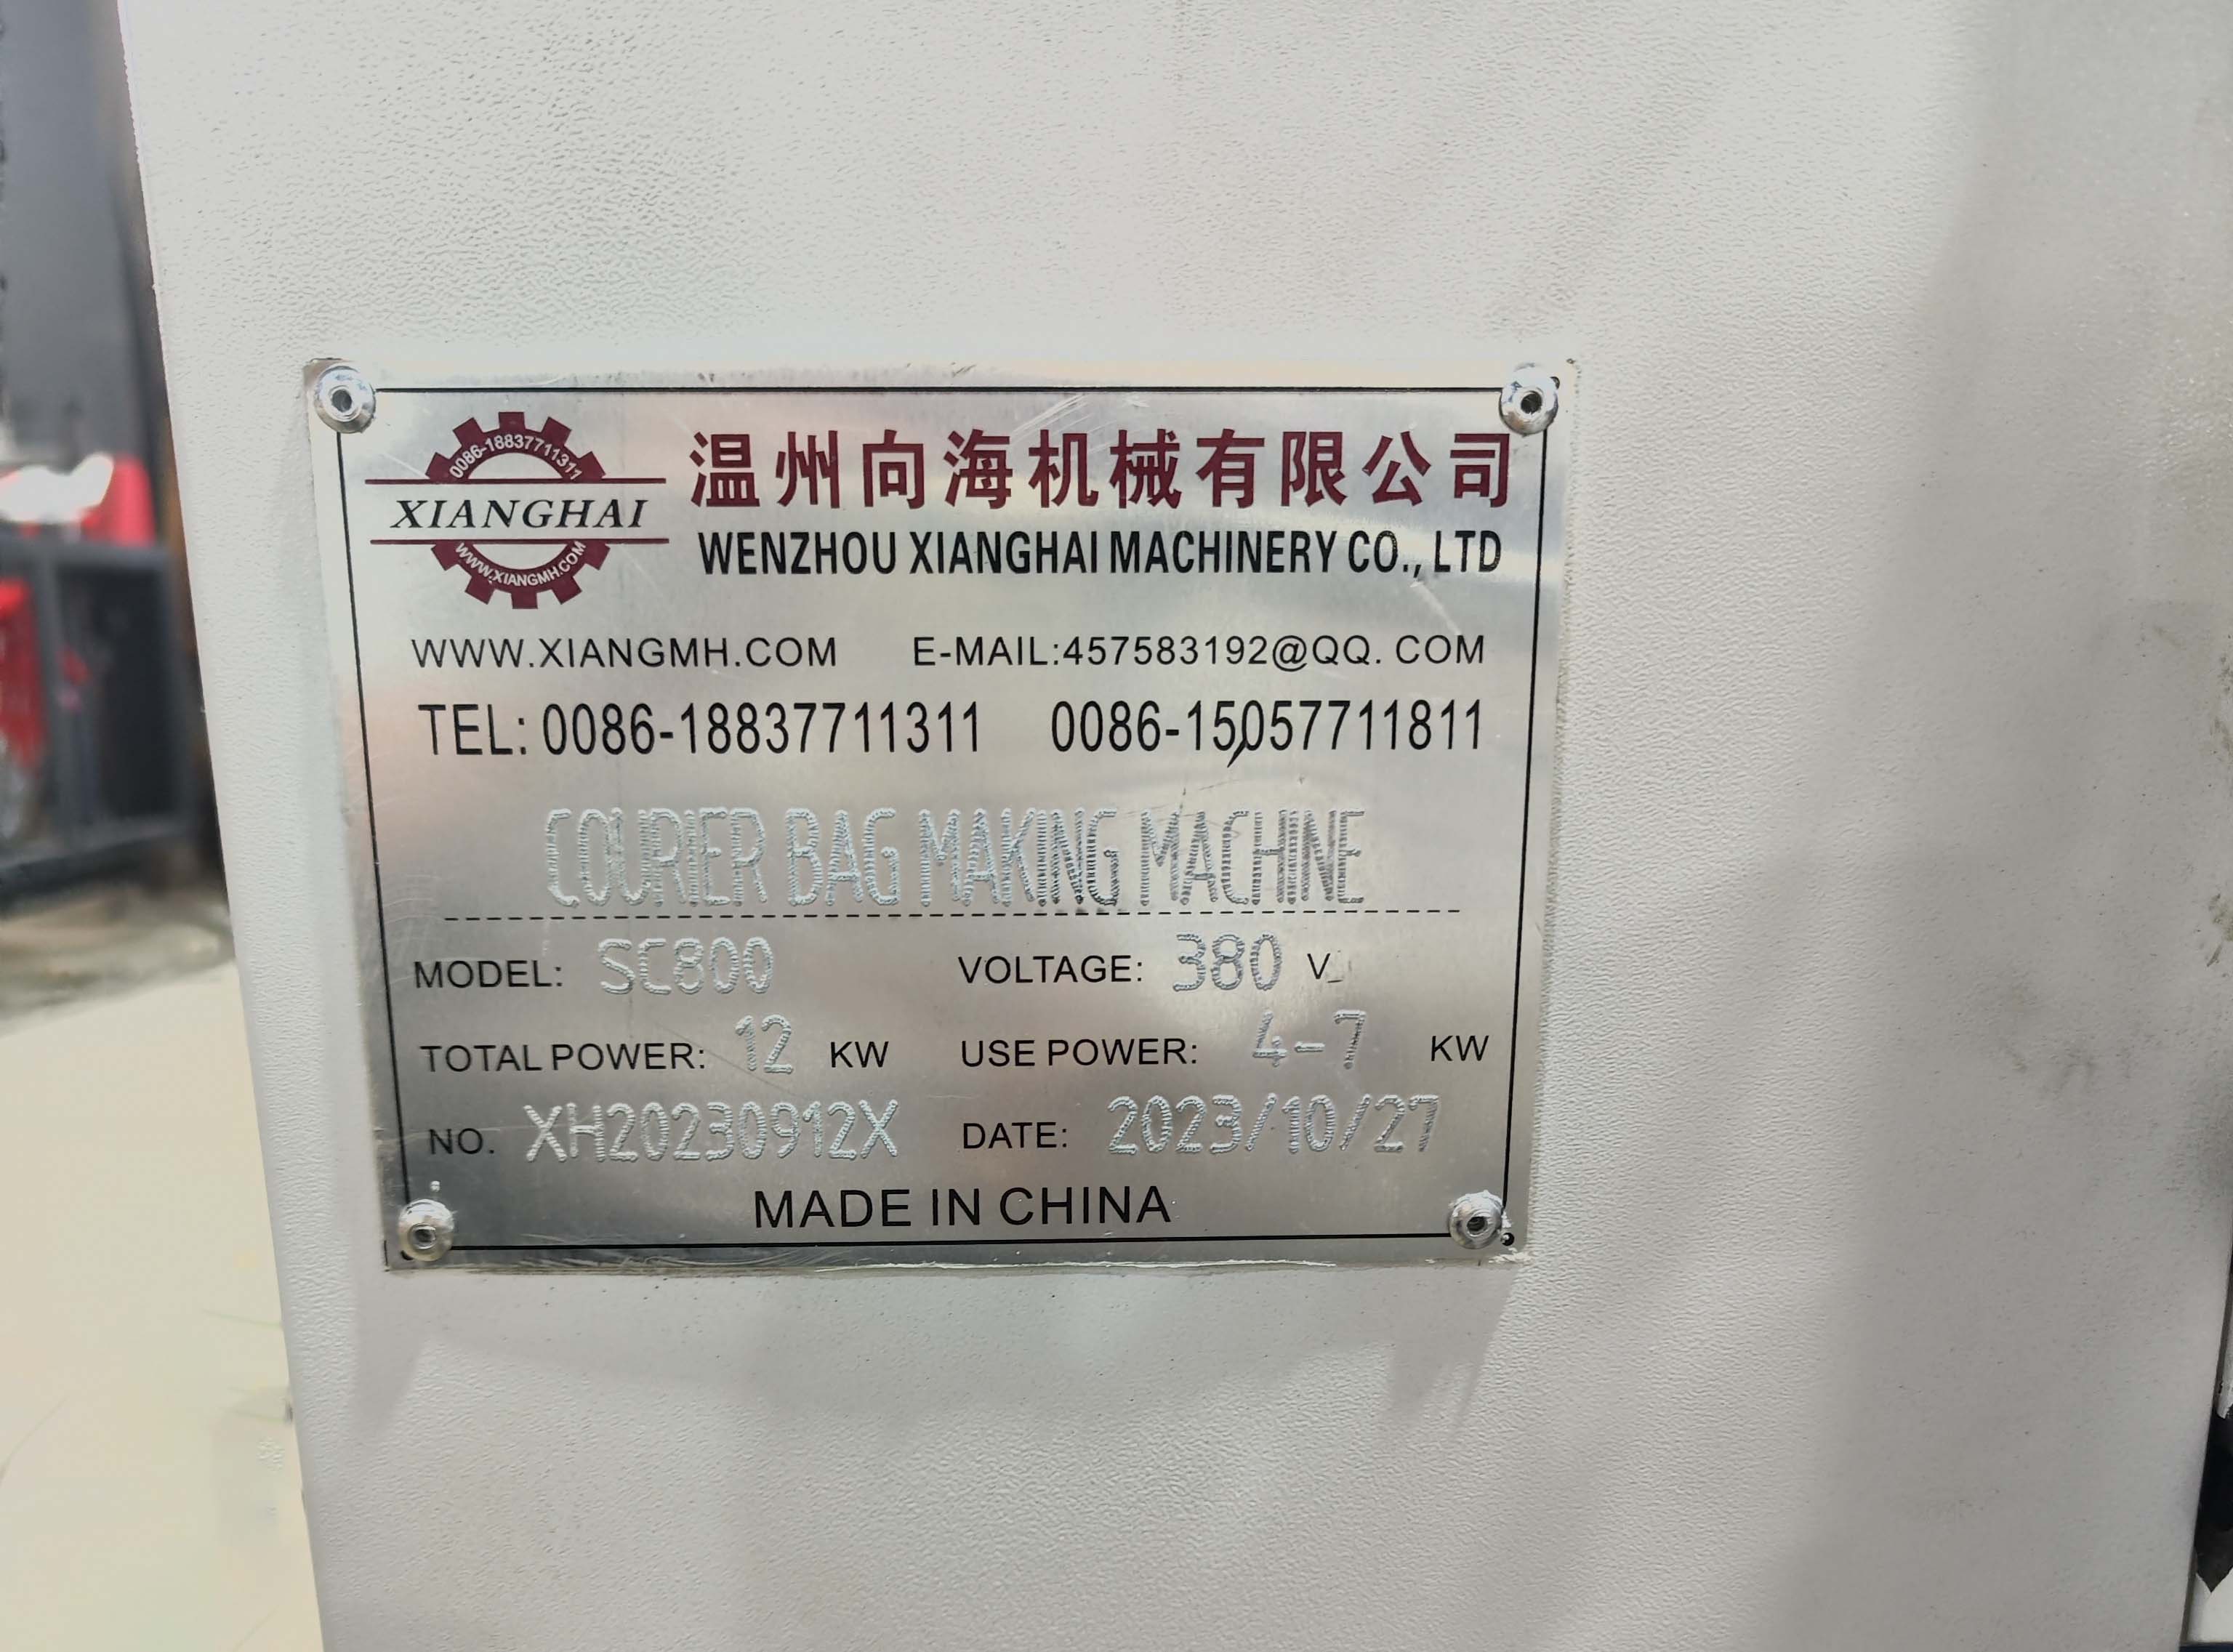 0086-18837711311
XIANGHAI
WWW.XIANGMH.COM
温州向海机械有限公司
WENZHOU XIANGHAI MACHINERY CO., LTD
WWW.XIANGMH.COM E-MAIL:457583192@QQ. COM
TEL: 0086-18837711311 0086-15057711811
COURIER BAG MAKING MACHINE
MODEL: SC800 VOLTAGE: 380 V
TOTAL POWER: 12 KW USE POWER: 4-7 KW
NO. XH20230912X DATE: 2023/10/27
MADE IN CHINA